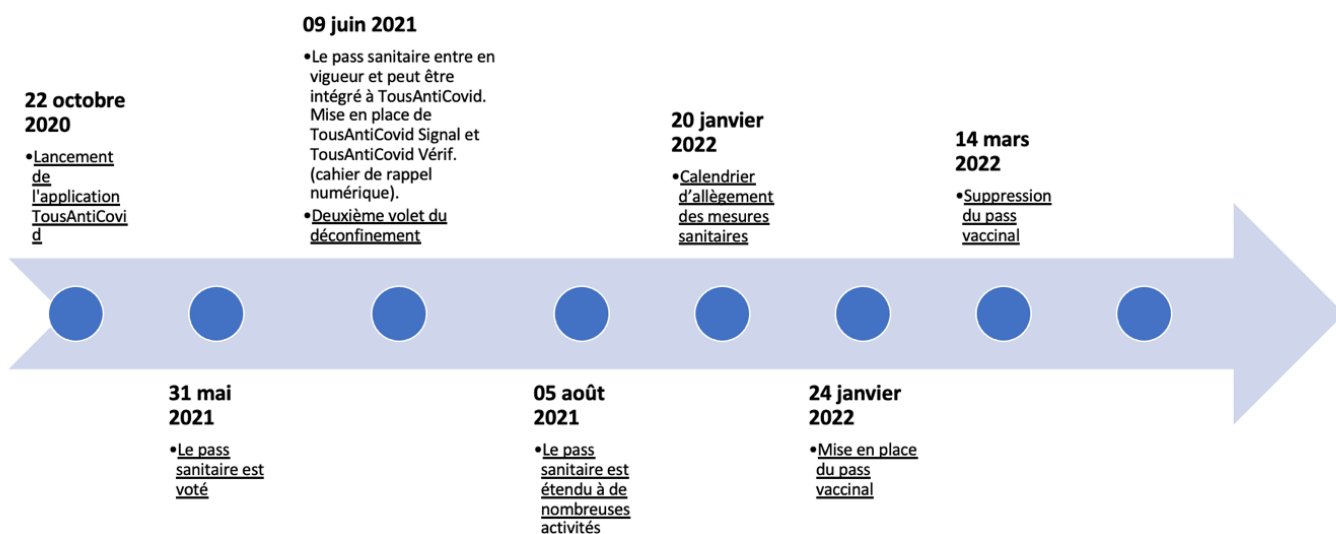 22 octobre
2020
•Lancement
de
l'application
TousAntiCovi
d
31 mai
2021
•Le pass
sanitaire est
voté
09 juin 2021
•Le pass sanitaire entre en
vigueur et peut être
intégré à TousAntiCovid.
Mise en place de
TousAntiCovid Signal et
TousAntiCovid Vérif.
(cahier de rappel
numérique).
•Deuxième volet du
déconfinement
05 août
2021
•Le pass
sanitaire est
étendu à de
nombreuses
activités
20 janvier
2022
•Calendrier
d’allègement
des mesures
sanitaires
24 janvier
2022
•Mise en place
du pass
vaccinal
14 mars
2022
•Suppression
du pass
vaccinal